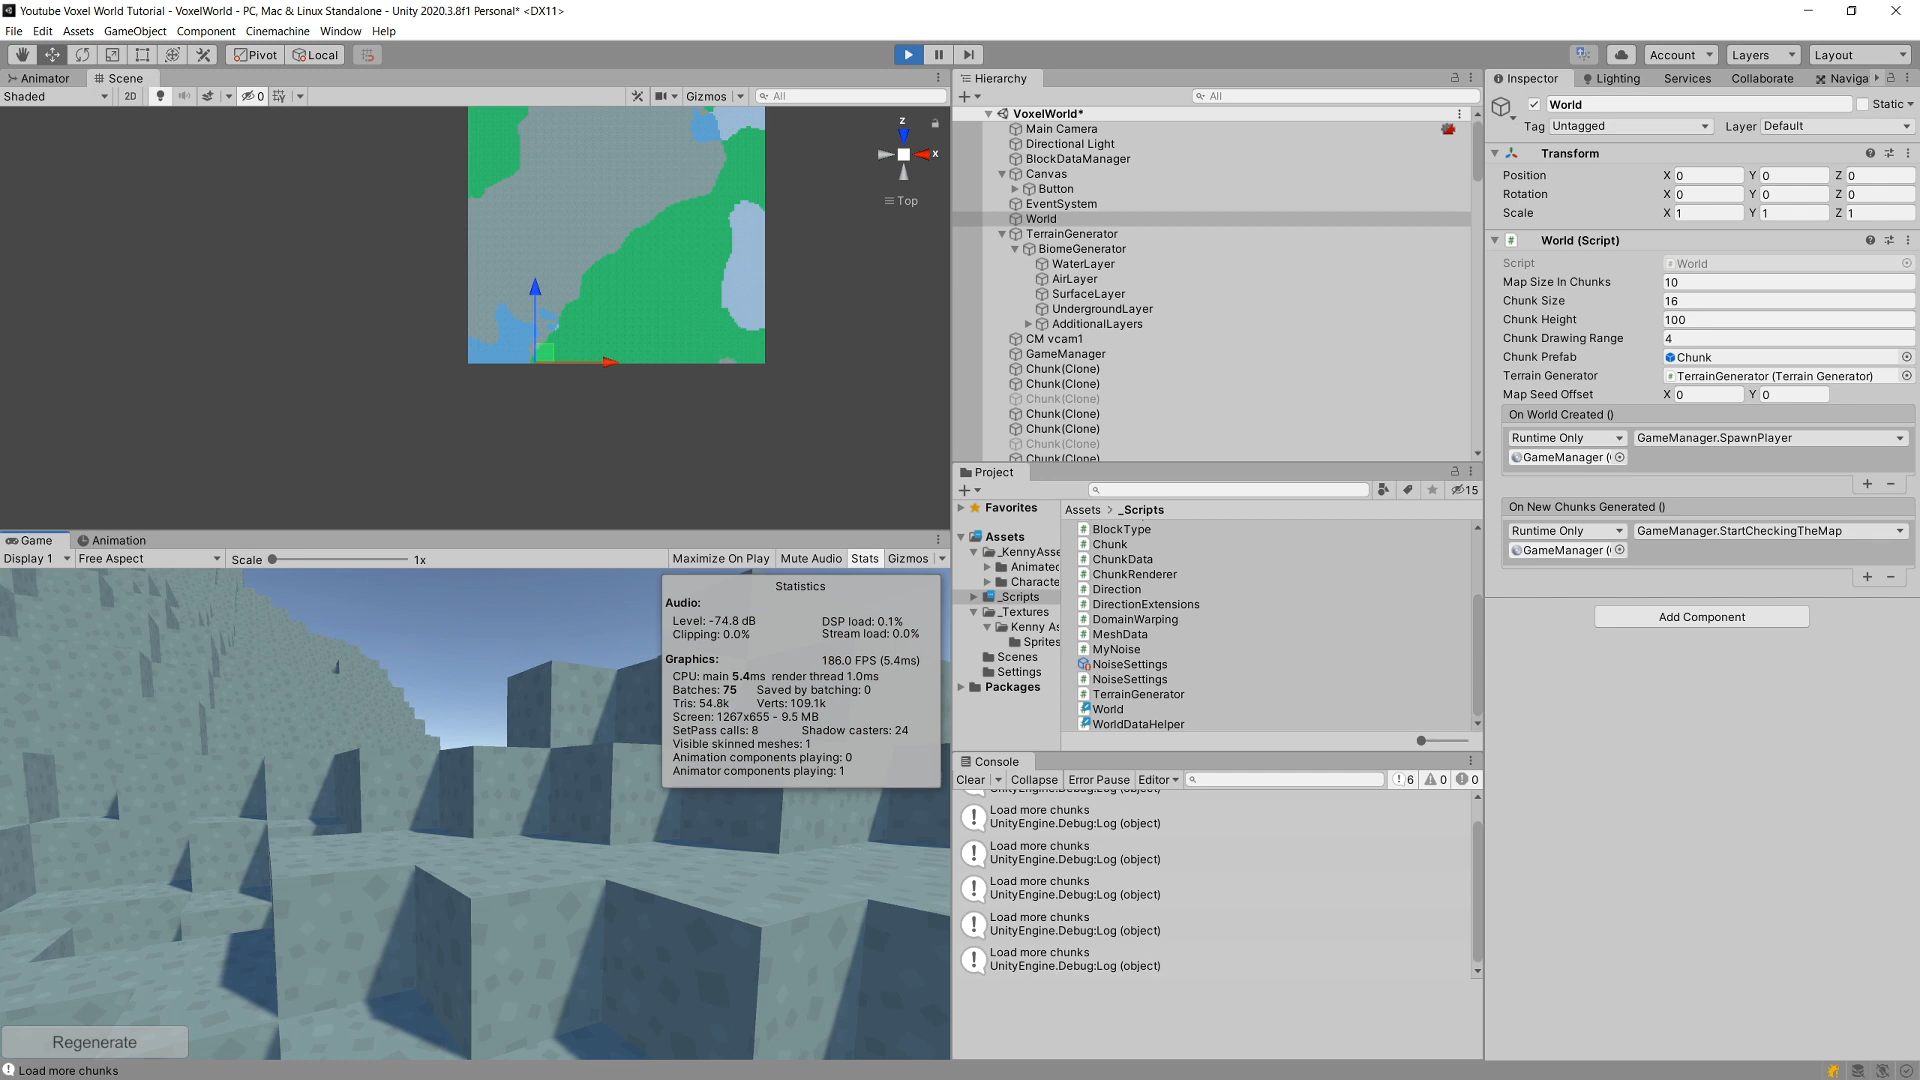 Youtube Voxel World Tutorial - VoxelWorld - PC, Mac & Linux Standalone - Unity 2020.3.8f1 Personal* <DX11>
File Edit Assets GameObject Component Cinemachine Window Help
Pivot Local Account Layers Layout
Animator Scene
Shaded 2D 0 Gizmos All
z
x
Top
Game Animation
Display 1 Free Aspect Scale 1x Maximize On Play Mute Audio Stats Gizmos
Statistics
Audio:
Level: -74.8 dB DSP load: 0.1%
Clipping: 0.0% Stream load: 0.0%
Graphics: 186.0 FPS (5.4ms)
CPU: main 5.4ms render thread 1.0ms
Batches: 75 Saved by batching: 0
Tris: 54.8k Verts: 109.1k
Screen: 1267x655 - 9.5 MB
SetPass calls: 8 Shadow casters: 24
Visible skinned meshes: 1
Animation components playing: 0
Animator components playing: 1
Regenerate
Load more chunks
Hierarchy
All
VoxelWorld*
Main Camera
Directional Light
BlockDataManager
Canvas
Button
EventSystem
World
TerrainGenerator
BiomeGenerator
WaterLayer
AirLayer
SurfaceLayer
UndergroundLayer
AdditionalLayers
CM vcam1
GameManager
Chunk(Clone)
Chunk(Clone)
Chunk(Clone)
Chunk(Clone)
Chunk(Clone)
Chunk(Clone)
Chunk(Clone)
Project
15
Favorites
Assets
_KennyAsse
Animated
Characte
_Scripts
_Textures
Kenny As
Sprites
Scenes
Settings
Packages
Assets > _Scripts
BlockType
Chunk
ChunkData
ChunkRenderer
Direction
DirectionExtensions
DomainWarping
MeshData
MyNoise
NoiseSettings
NoiseSettings
TerrainGenerator
World
WorldDataHelper
Console
Clear Collapse Error Pause Editor 6 0 0
UnityEngine.Debug:Log (object)
Load more chunks
UnityEngine.Debug:Log (object)
Load more chunks
UnityEngine.Debug:Log (object)
Load more chunks
UnityEngine.Debug:Log (object)
Load more chunks
UnityEngine.Debug:Log (object)
Load more chunks
UnityEngine.Debug:Log (object)
Inspector Lighting Services Collaborate Naviga
World Static
Tag Untagged Layer Default
Transform
Position X 0 Y 0 Z 0
Rotation X 0 Y 0 Z 0
Scale X 1 Y 1 Z 1
# World (Script)
Script World
Map Size In Chunks 10
Chunk Size 16
Chunk Height 100
Chunk Drawing Range 4
Chunk Prefab Chunk
Terrain Generator TerrainGenerator (Terrain Generator)
Map Seed Offset X 0 Y 0
On World Created ()
Runtime Only GameManager.SpawnPlayer
GameManager (
+ −
On New Chunks Generated ()
Runtime Only GameManager.StartCheckingTheMap
GameManager (
+ −
Add Component